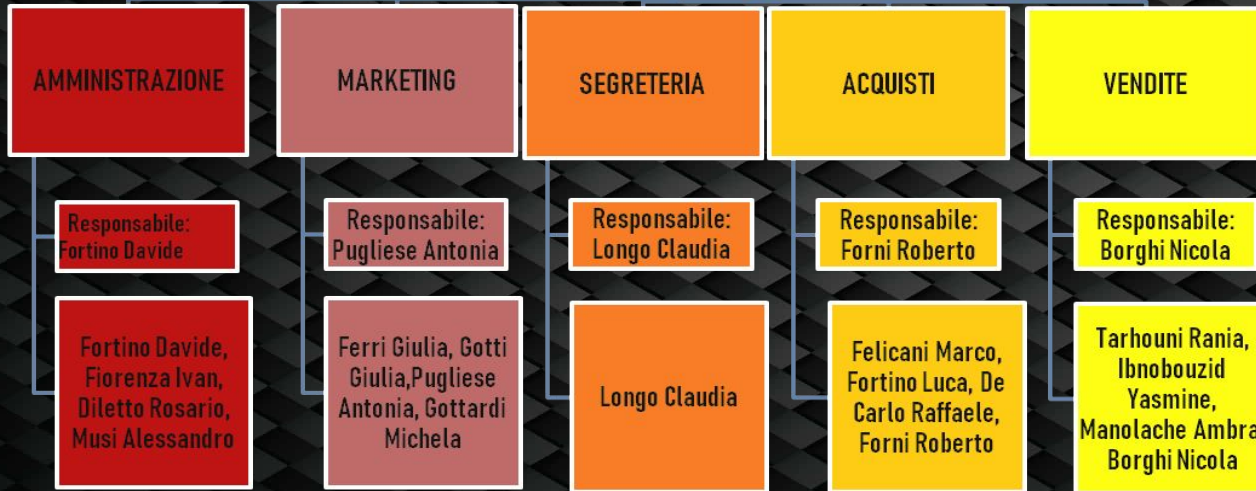 AMMINISTRAZIONE
MARKETING
SEGRETERIA
ACQUISTI
VENDITE
Responsabile:
Fortino Davide
Responsabile:
Pugliese Antonia
Responsabile:
Longo Claudia
Responsabile:
Forni Roberto
Responsabile:
Borghi Nicola
Fortino Davide,
Fiorenza Ivan,
Diletto Rosario,
Musi Alessandro
Ferri Giulia, Gotti
Giulia,Pugliese
Antonia, Gottardi
Michela
Longo Claudia
Felicani Marco,
Fortino Luca, De
Carlo Raffaele,
Forni Roberto
Tarhouni Rania,
Ibnobouzid
Yasmine,
Manolache Ambra
Borghi Nicola